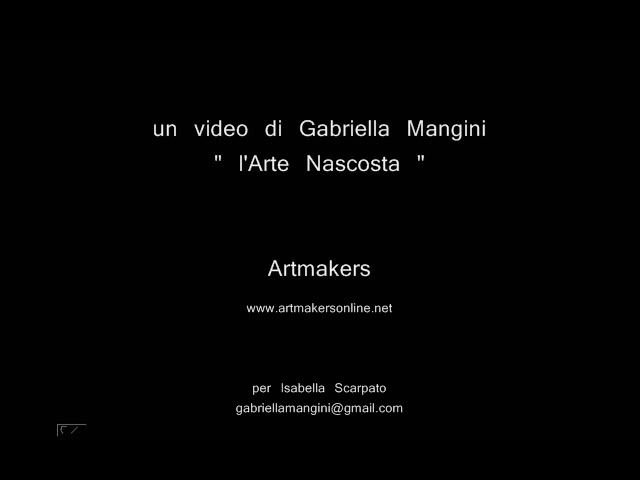 un video di Gabriella Mangini
" l'Arte Nascosta "
Artmakers
www.artmakersonline.net
per Isabella Scarpato
gabriellamangini@gmail.com